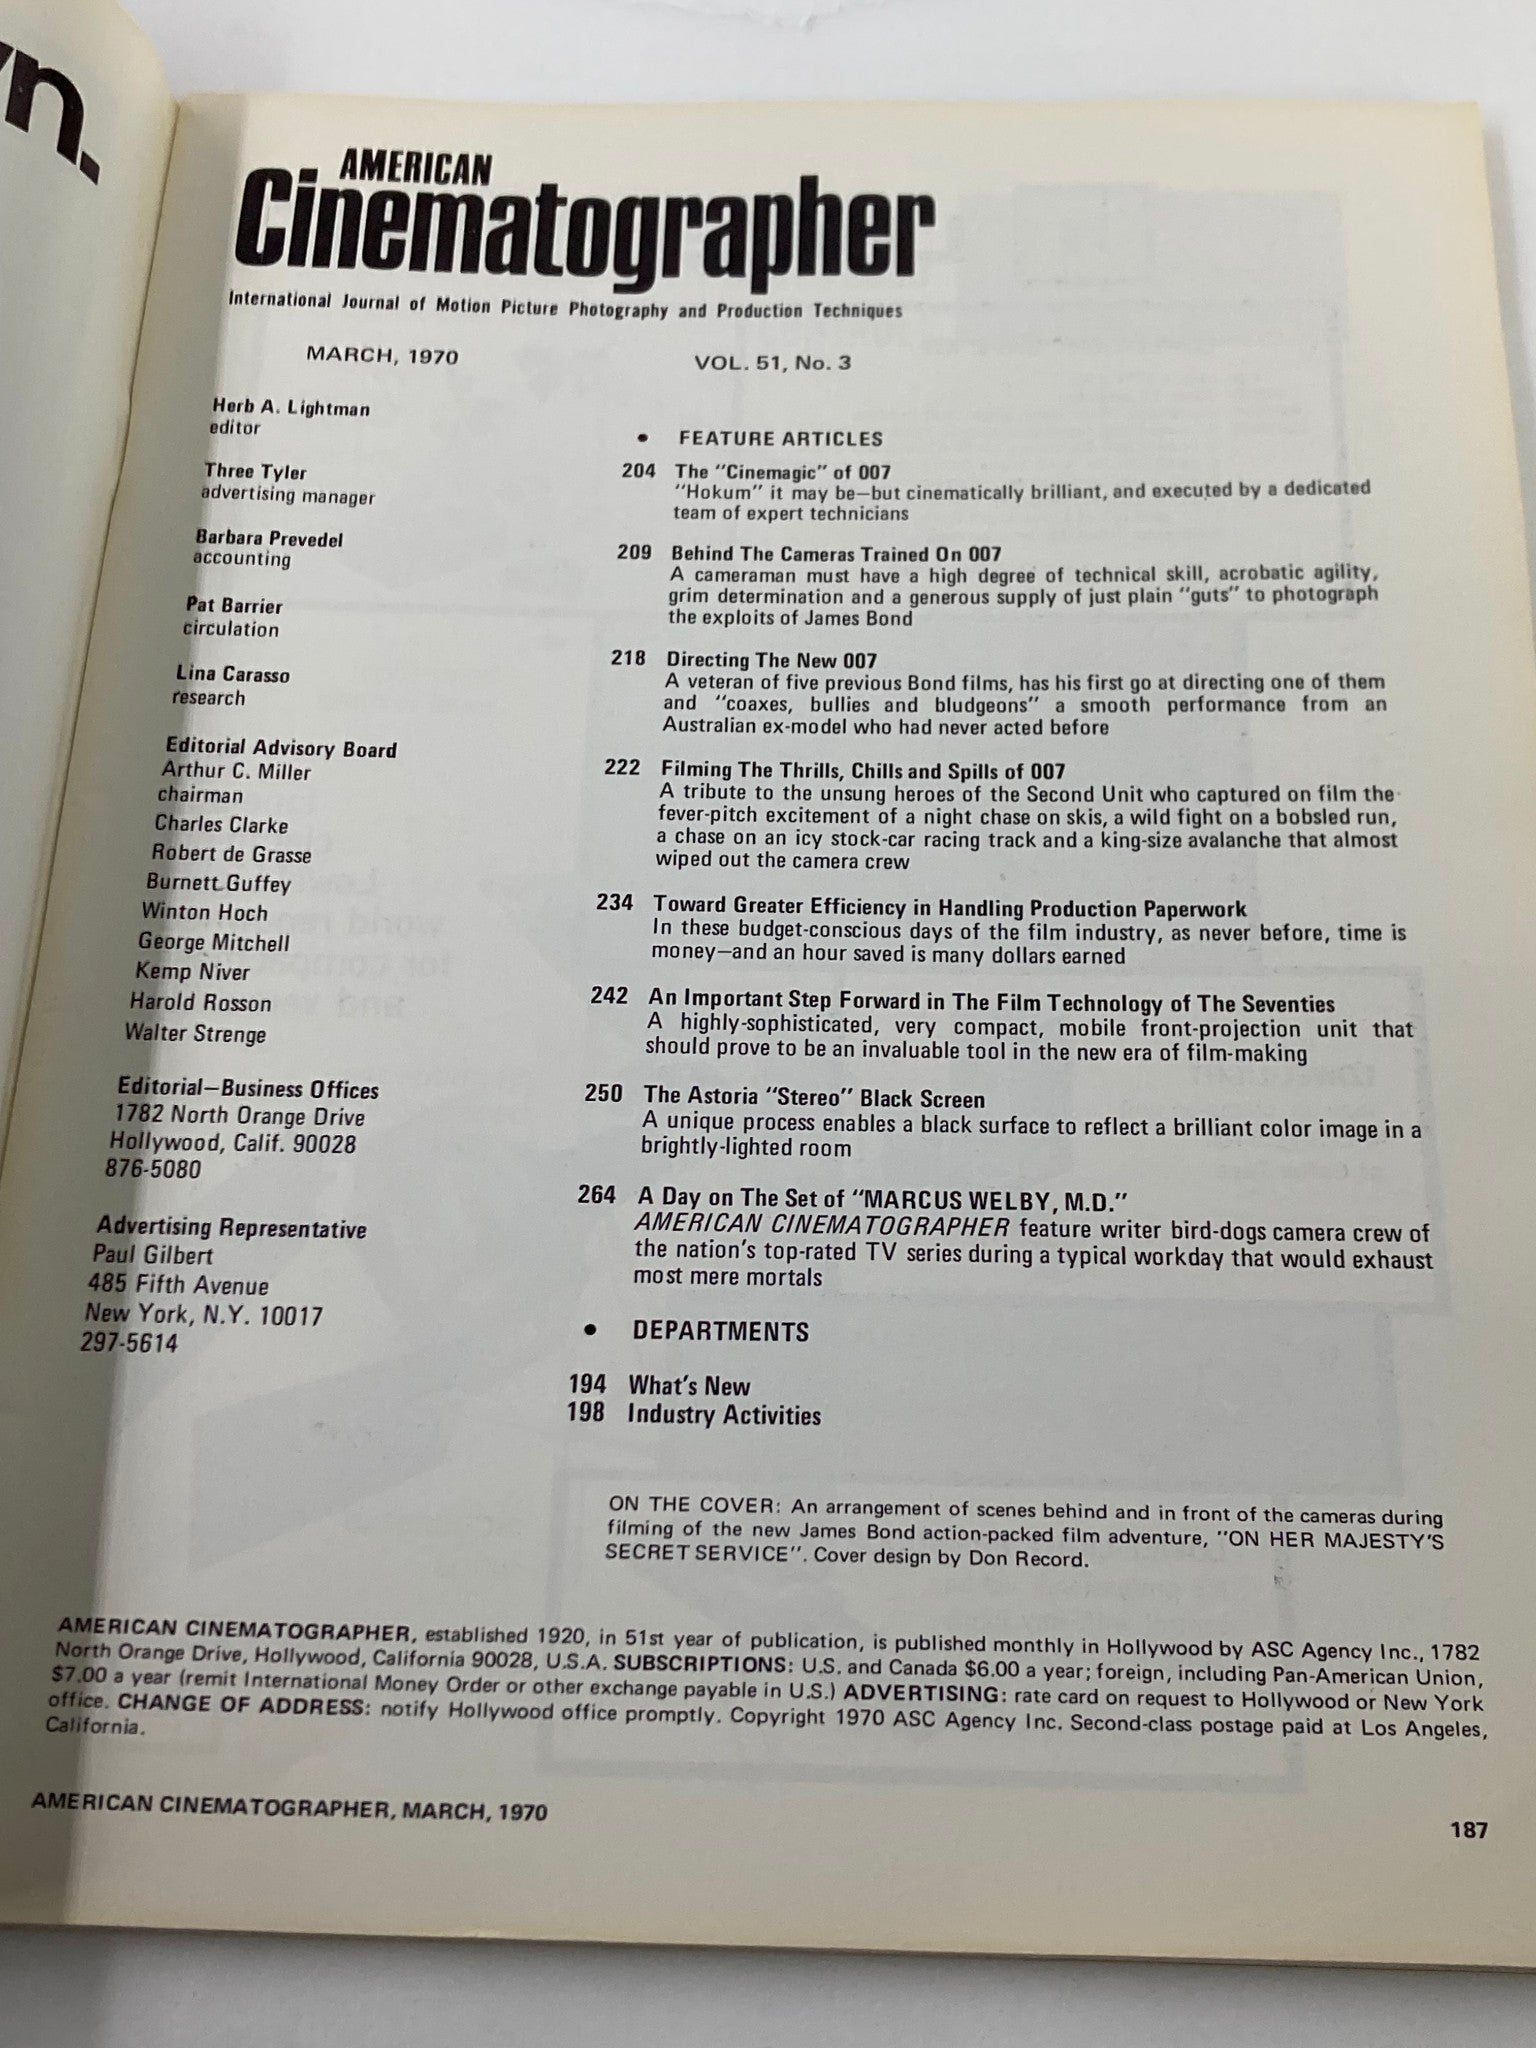 n.
AMERICAN
Cinematographer
International Journal of Motion Picture Photography and Production Techniques
MARCH, 1970
VOL. 51, No. 3
Herb A. Lightman
editor
Three Tyler
advertising manager
Barbara Prevedel
accounting
Pat Barrier
circulation
Lina Carasso
research
Editorial Advisory Board
Arthur C. Miller
chairman
Charles Clarke
Robert de Grasse
Burnett Guffey
Winton Hoch
George Mitchell
Kemp Niver
Harold Rosson
Walter Strenge
Editorial—Business Offices
1782 North Orange Drive
Hollywood, Calif. 90028
876-5080
Advertising Representative
Paul Gilbert
485 Fifth Avenue
New York, N.Y. 10017
297-5614
• FEATURE ARTICLES
204 The "Cinemagic" of 007
"Hokum" it may be—but cinematically brilliant, and executed by a dedicated
team of expert technicians
209 Behind The Cameras Trained On 007
A cameraman must have a high degree of technical skill, acrobatic agility,
grim determination and a generous supply of just plain "guts" to photograph
the exploits of James Bond
218 Directing The New 007
A veteran of five previous Bond films, has his first go at directing one of them
and "coaxes, bullies and bludgeons" a smooth performance from an
Australian ex-model who had never acted before
222 Filming The Thrills, Chills and Spills of 007
A tribute to the unsung heroes of the Second Unit who captured on film the
fever-pitch excitement of a night chase on skis, a wild fight on a bobsled run,
a chase on an icy stock-car racing track and a king-size avalanche that almost
wiped out the camera crew
234 Toward Greater Efficiency in Handling Production Paperwork
In these budget-conscious days of the film industry, as never before, time is
money—and an hour saved is many dollars earned
242 An Important Step Forward in The Film Technology of The Seventies
A highly-sophisticated, very compact, mobile front-projection unit that
should prove to be an invaluable tool in the new era of film-making
250 The Astoria "Stereo" Black Screen
A unique process enables a black surface to reflect a brilliant color image in a
brightly-lighted room
264 A Day on The Set of "MARCUS WELBY, M.D."
AMERICAN CINEMATOGRAPHER feature writer bird-dogs camera crew of
the nation's top-rated TV series during a typical workday that would exhaust
most mere mortals
• DEPARTMENTS
194 What's New
198 Industry Activities
ON THE COVER: An arrangement of scenes behind and in front of the cameras during
filming of the new James Bond action-packed film adventure, "ON HER MAJESTY'S
SECRET SERVICE". Cover design by Don Record.
AMERICAN CINEMATOGRAPHER, established 1920, in 51st year of publication, is published monthly in Hollywood by ASC Agency Inc., 1782
North Orange Drive, Hollywood, California 90028, U.S.A. SUBSCRIPTIONS: U.S. and Canada $6.00 a year; foreign, including Pan-American Union,
$7.00 a year (remit International Money Order or other exchange payable in U.S.) ADVERTISING: rate card on request to Hollywood or New York
office. CHANGE OF ADDRESS: notify Hollywood office promptly. Copyright 1970 ASC Agency Inc. Second-class postage paid at Los Angeles,
California.
AMERICAN CINEMATOGRAPHER, MARCH, 1970
187